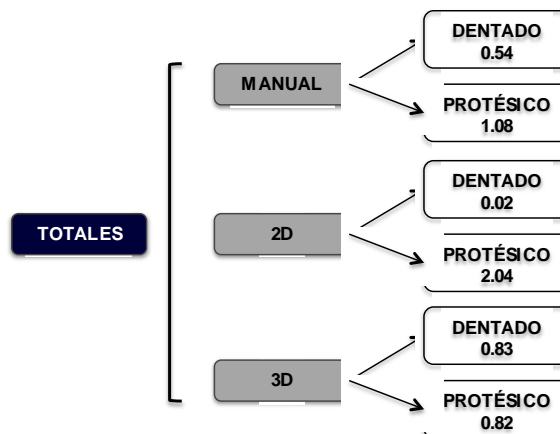 TOTALES
MANUAL
DENTADO
0.54
PROTÉSICO
1.08
2D
DENTADO
0.02
PROTÉSICO
2.04
3D
DENTADO
0.83
PROTÉSICO
0.82